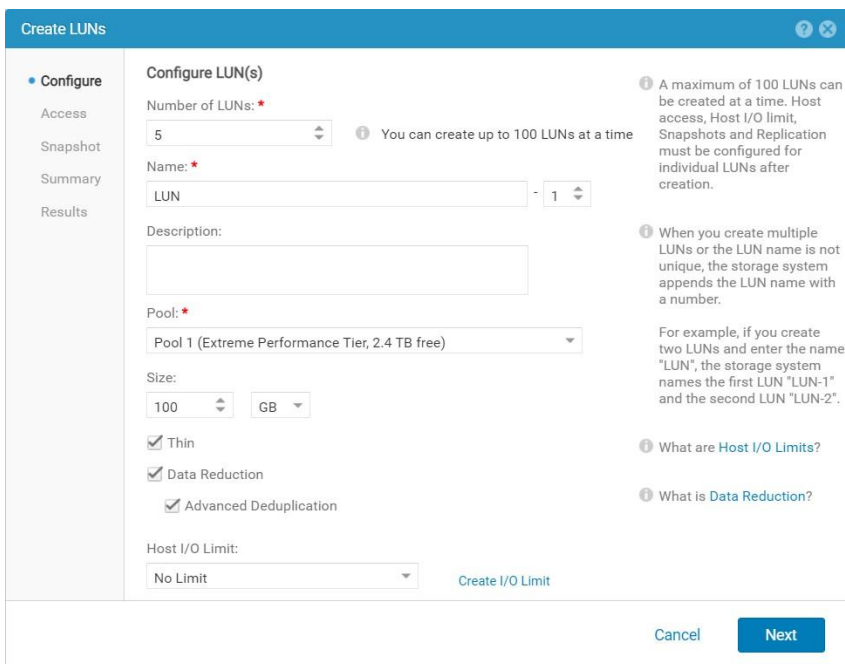 Create LUNs
Configure
Access
Snapshot
Summary
Results
Configure LUN(s)
Number of LUNs: *
5
You can create up to 100 LUNs at a time
Name: *
LUN - 1
Description:
Pool: *
Pool 1 (Extreme Performance Tier, 2.4 TB free)
Size:
100 GB
Thin
Data Reduction
Advanced Deduplication
Host I/O Limit:
No Limit
Create I/O Limit
A maximum of 100 LUNs can
be created at a time. Host
access, Host I/O limit,
Snapshots and Replication
must be configured for
individual LUNs after
creation.
When you create multiple
LUNs or the LUN name is not
unique, the storage system
appends the LUN name with
a number.
For example, if you create
two LUNs and enter the name
"LUN", the storage system
names the first LUN "LUN-1"
and the second LUN "LUN-2".
What are Host I/O Limits?
What is Data Reduction?
Cancel
Next